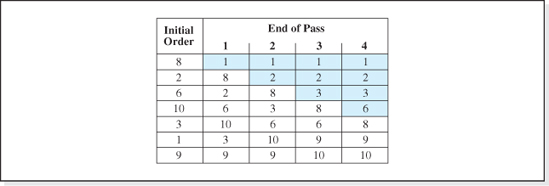 Initial Order End of Pass
1 2 3 4
8 1 1 1 1
2 8 2 2 2
6 2 8 3 3
10 6 3 8 6
3 10 6 6 8
1 3 10 9 9
9 9 9 10 10